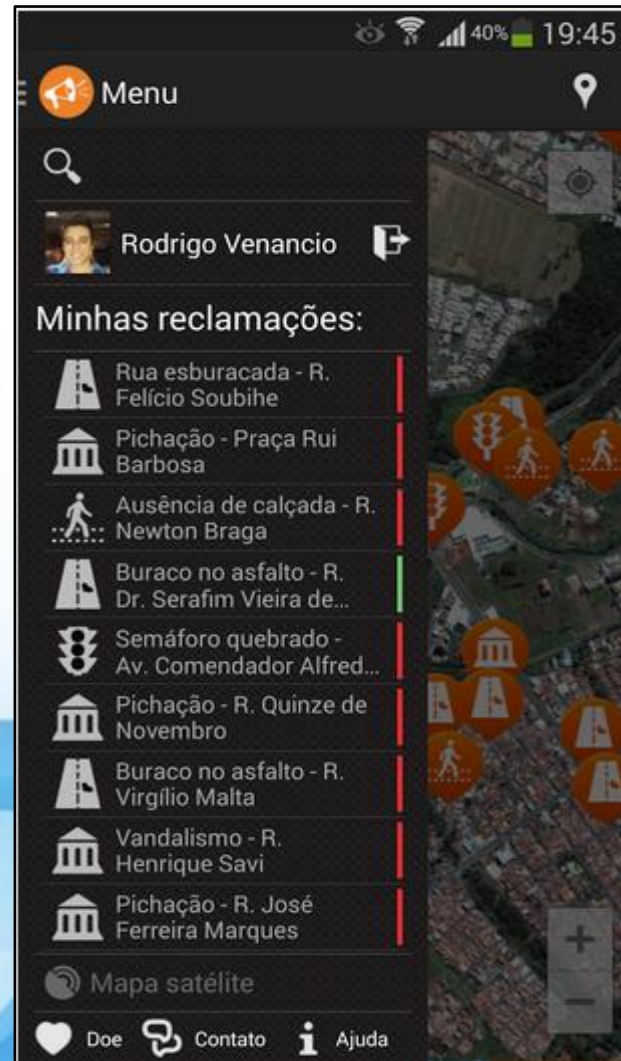 40% 19:45
Menu
Rodrigo Venancio
Minhas reclamações:
Rua esburacada - R.
Felício Soubihe
Pichação - Praça Rui
Barbosa
Ausência de calçada - R.
Newton Braga
Buraco no asfalto - R.
Dr. Serafim Vieira de...
Semáforo quebrado -
Av. Comendador Alfred...
Pichação - R. Quinze de
Novembro
Buraco no asfalto - R.
Virgílio Malta
Vandalismo - R.
Henrique Savi
Pichação - R. José
Ferreira Marques
Mapa satélite
Doe Contato Ajuda